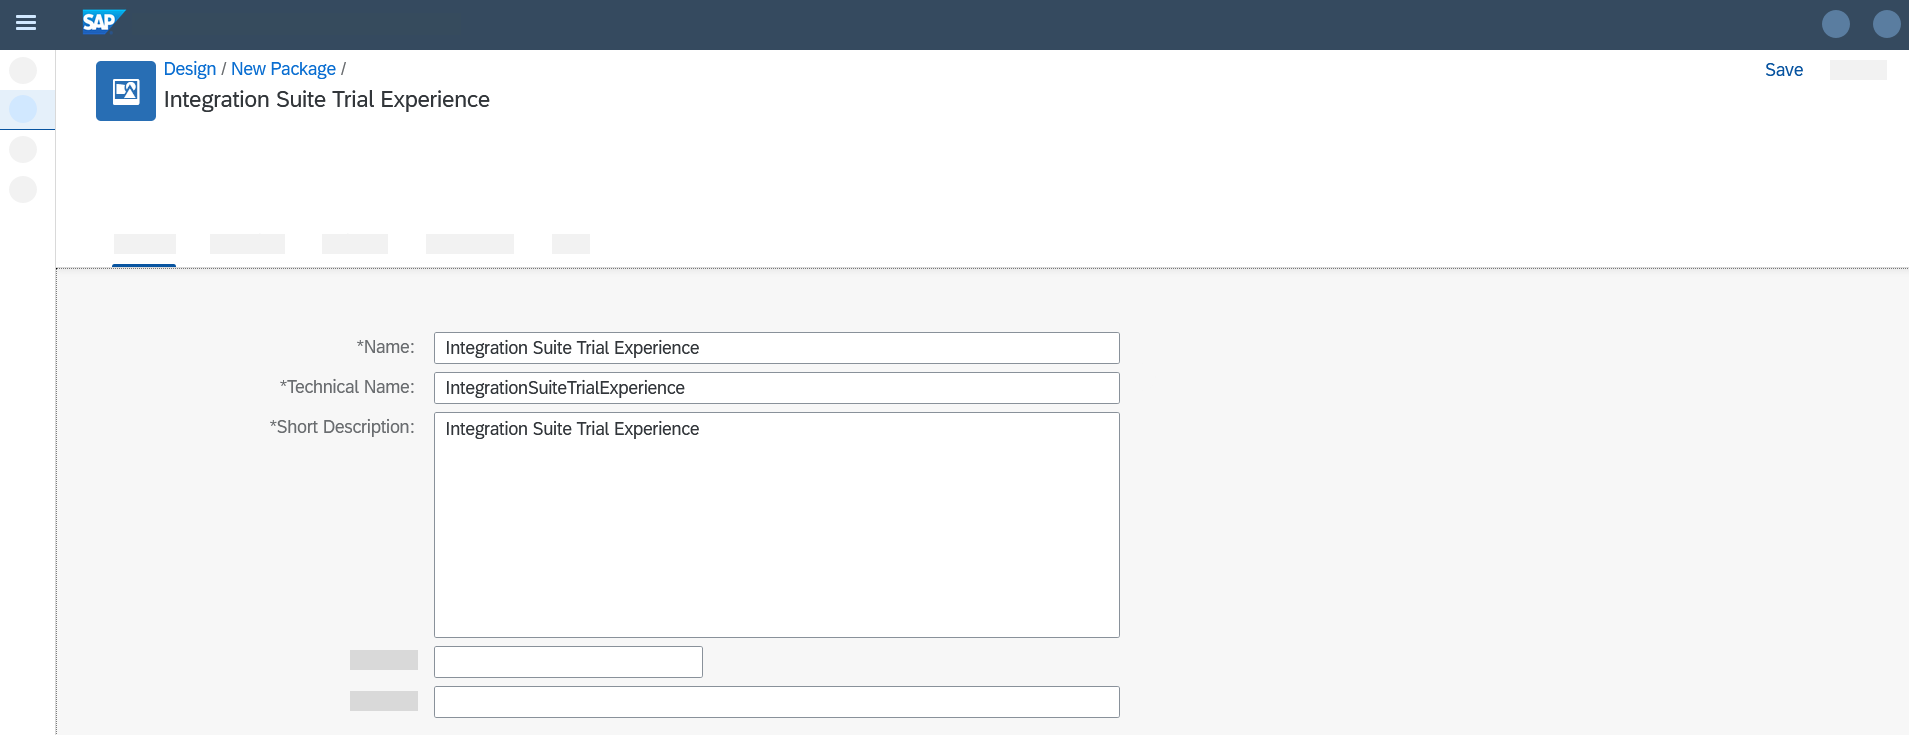 SAP
Design / New Package /
Save
Integration Suite Trial Experience
*Name: Integration Suite Trial Experience
*Technical Name: IntegrationSuiteTrialExperience
*Short Description: Integration Suite Trial Experience